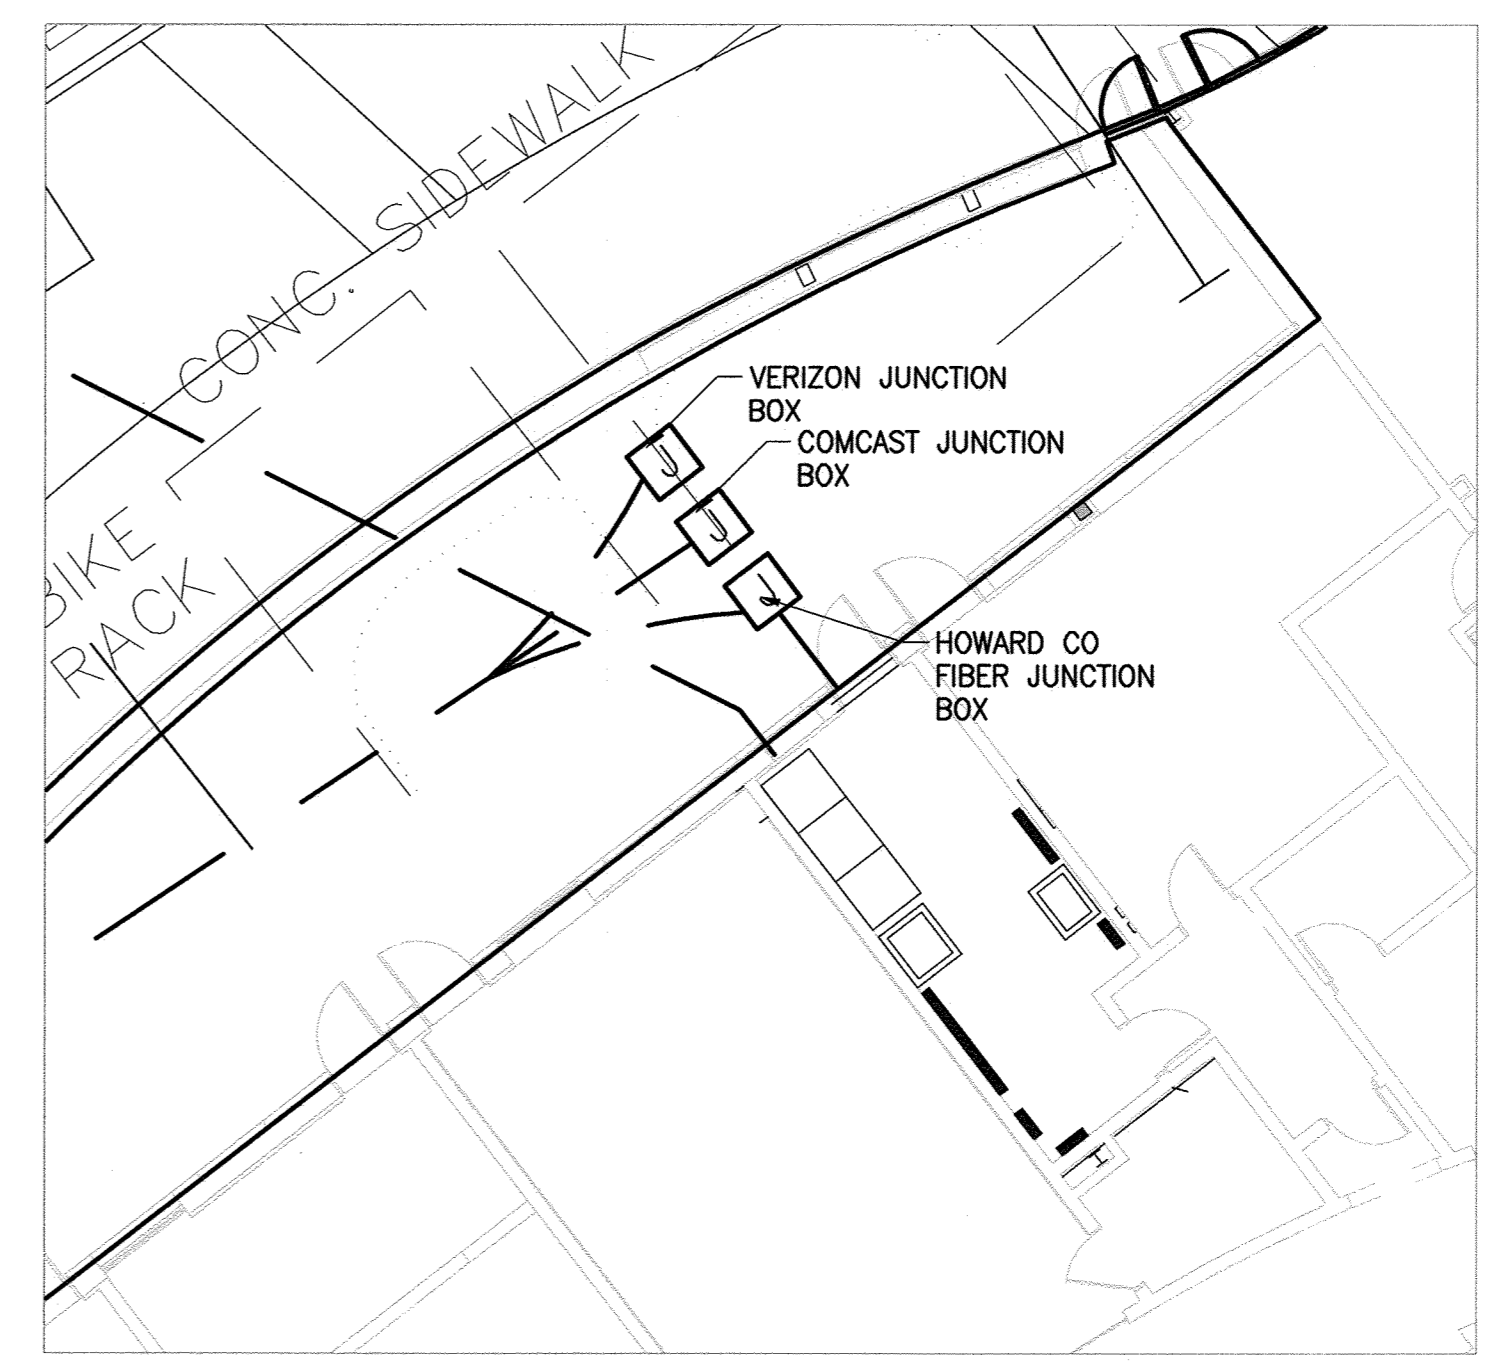 CONC. SIDEWALK
VERIZON JUNCTION
BOX
COMCAST JUNCTION
BOX
BIKE
RACK
J
J
J
HOWARD CO
FIBER JUNCTION
BOX